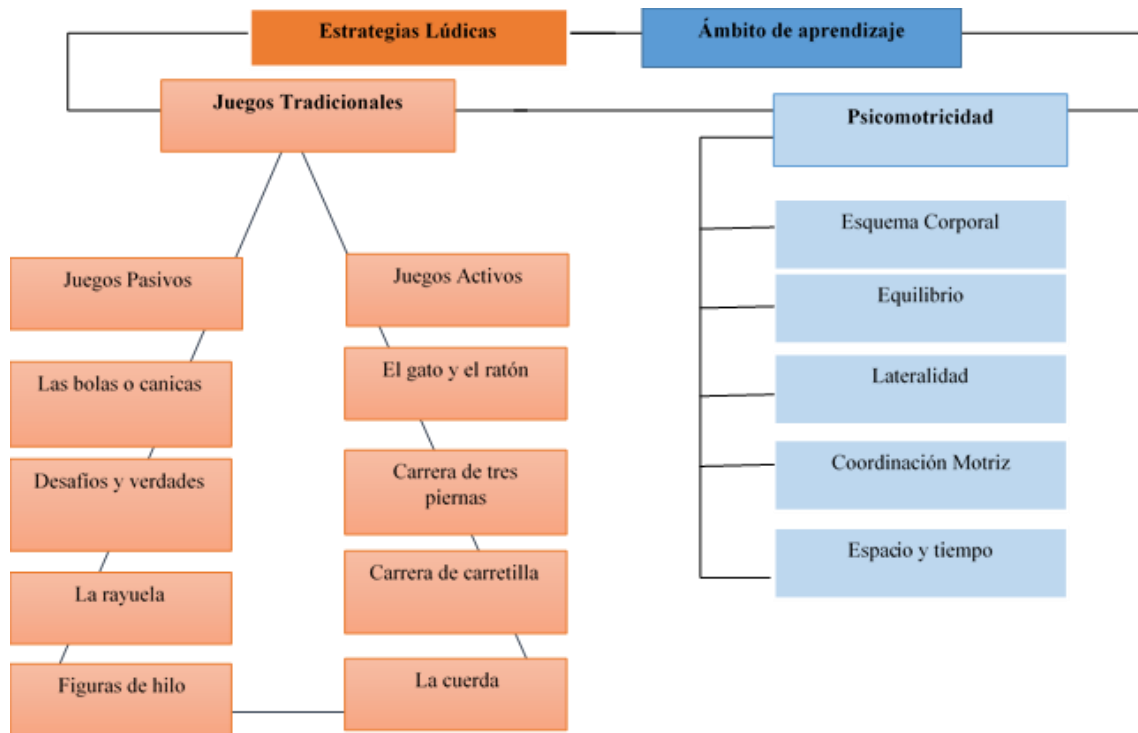 Estrategias Lúdicas
Ámbito de aprendizaje
Juegos Tradicionales
Psicomotricidad
Juegos Pasivos
Juegos Activos
Las bolas o canicas
El gato y el ratón
Desafíos y verdades
Carrera de tres
piernas
La rayuela
Carrera de carretilla
Figuras de hilo
La cuerda
Esquema Corporal
Equilibrio
Lateralidad
Coordinación Motriz
Espacio y tiempo